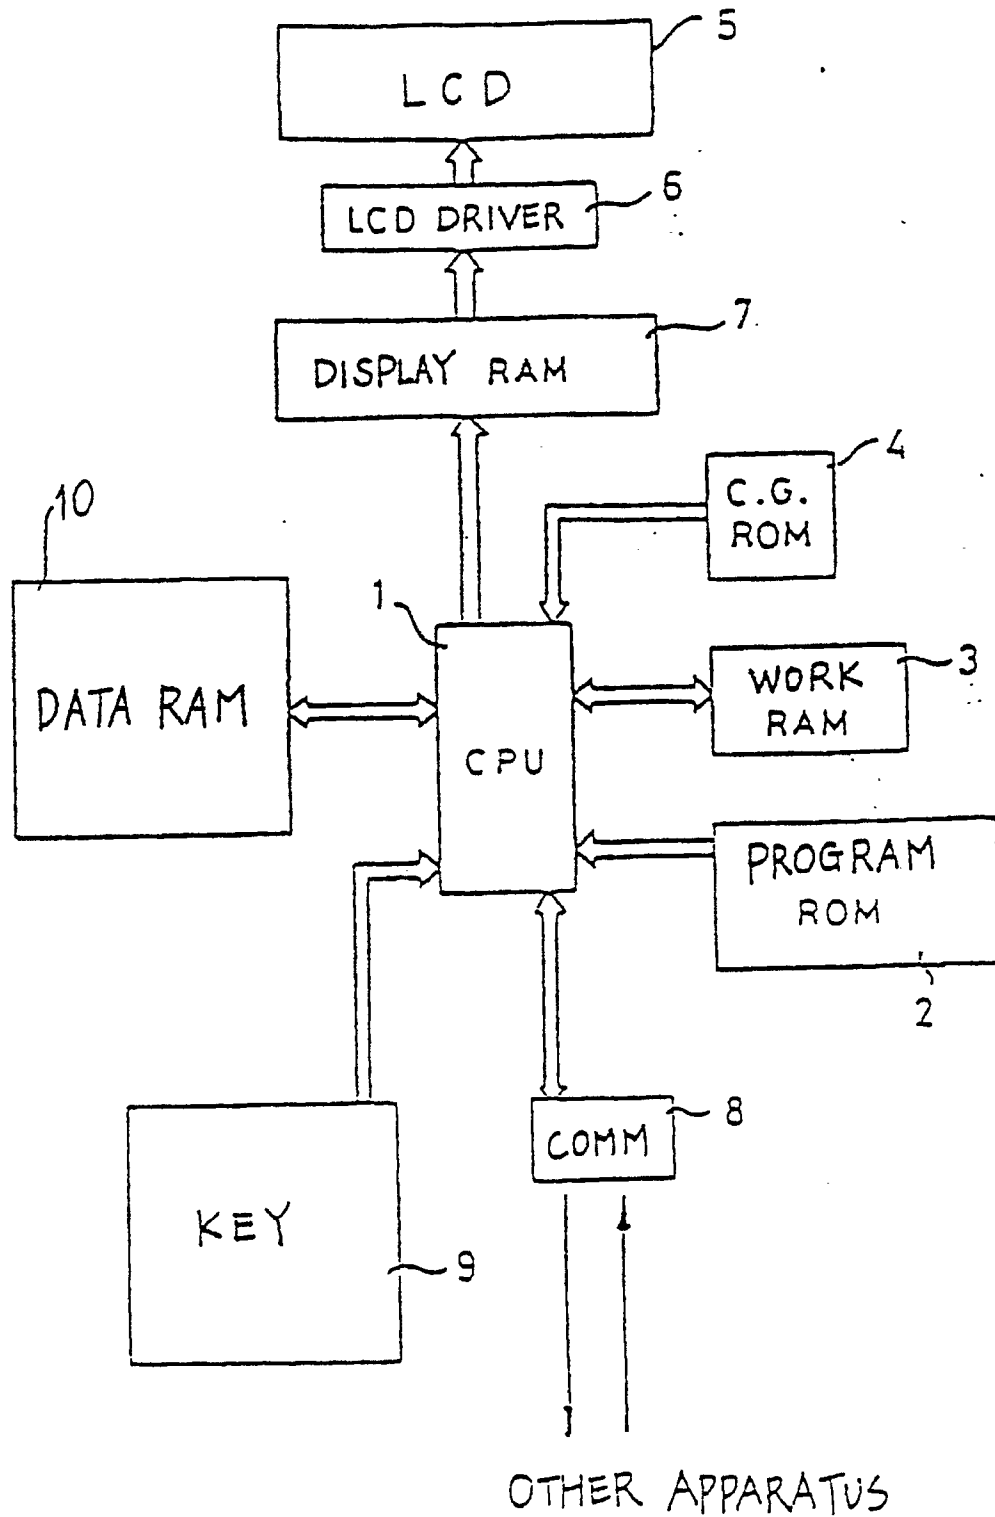 5
LCD
6
LCD DRIVER
7
DISPLAY RAM
4
C.G.
ROM
10
1
3
DATA RAM
WORK
RAM
CPU
PROGRAM
ROM
2
8
COMM
KEY
9
OTHER APPARATUS